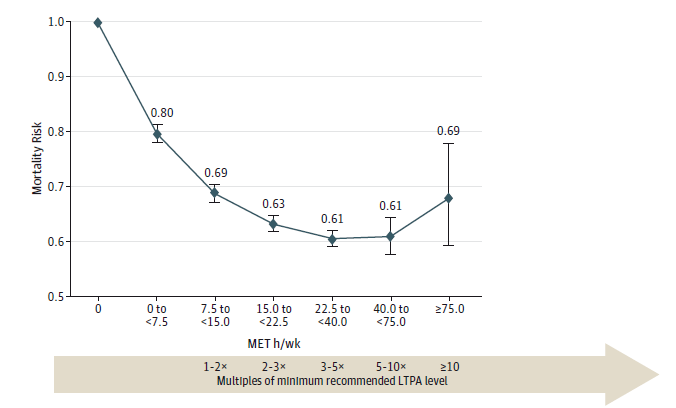 Mortality Risk
1.0
0.9
0.8
0.7
0.6
0.5
0.80
0.69
0.63
0.61
0.61
0.69
0
0 to
<7.5
7.5 to
<15.0
15.0 to
<22.5
22.5 to
<40.0
40.0 to
<75.0
≥75.0
MET h/wk
1-2× 2-3× 3-5× 5-10× ≥10
Multiples of minimum recommended LTPA level